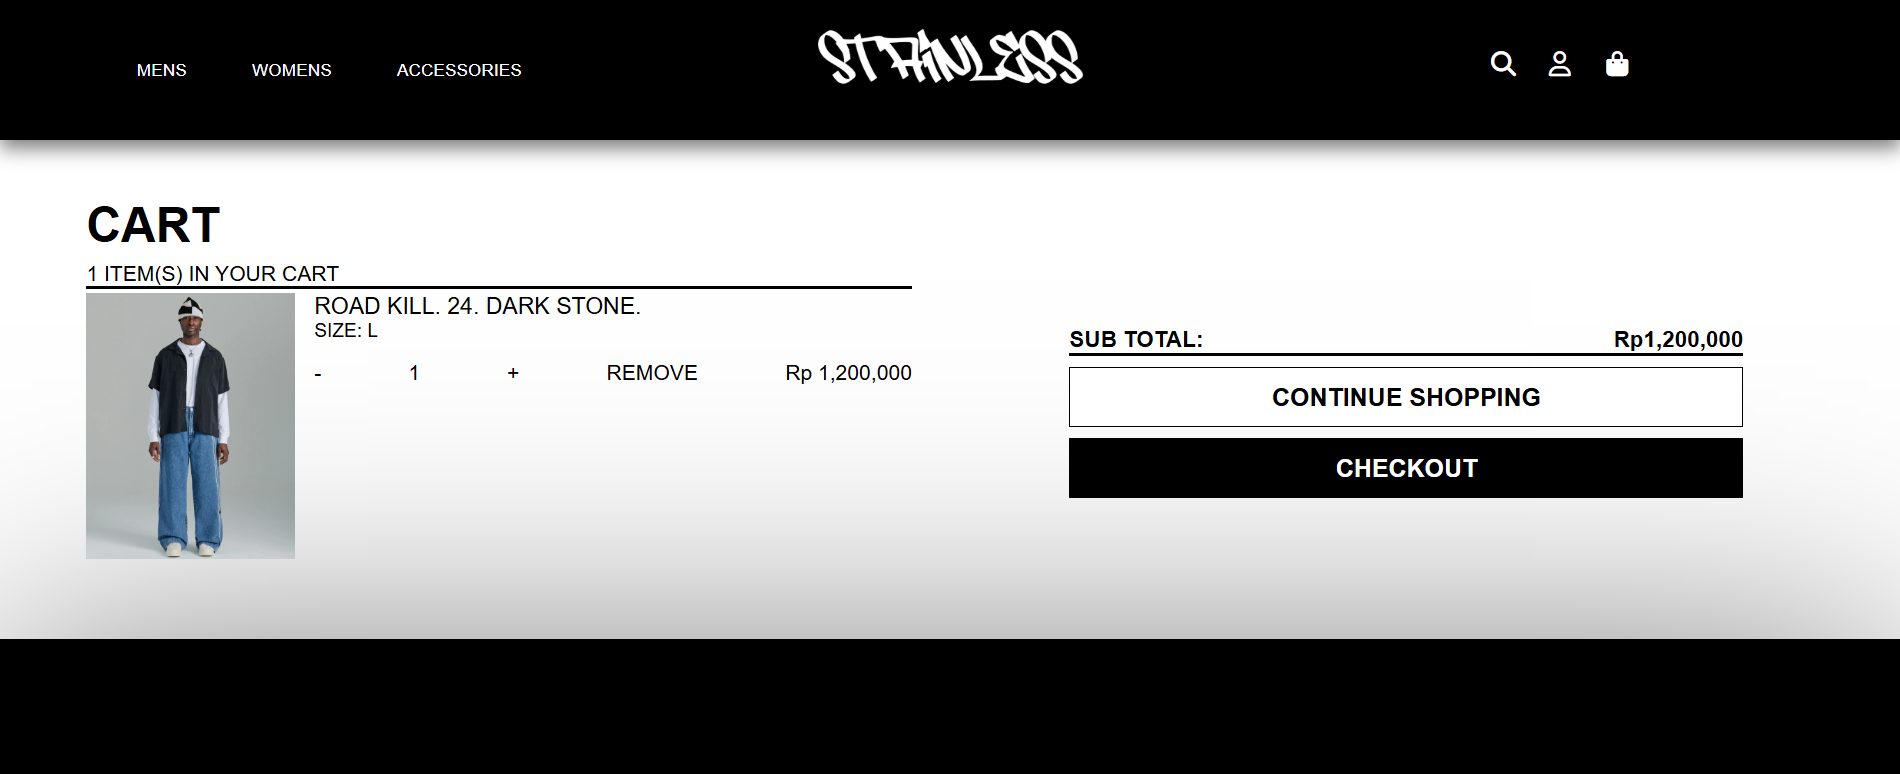 MENS WOMENS ACCESSORIES STAINLESS
CART
1 ITEM(S) IN YOUR CART
ROAD KILL. 24. DARK STONE.
SIZE: L
- 1 + REMOVE Rp 1,200,000
SUB TOTAL: Rp1,200,000
CONTINUE SHOPPING
CHECKOUT